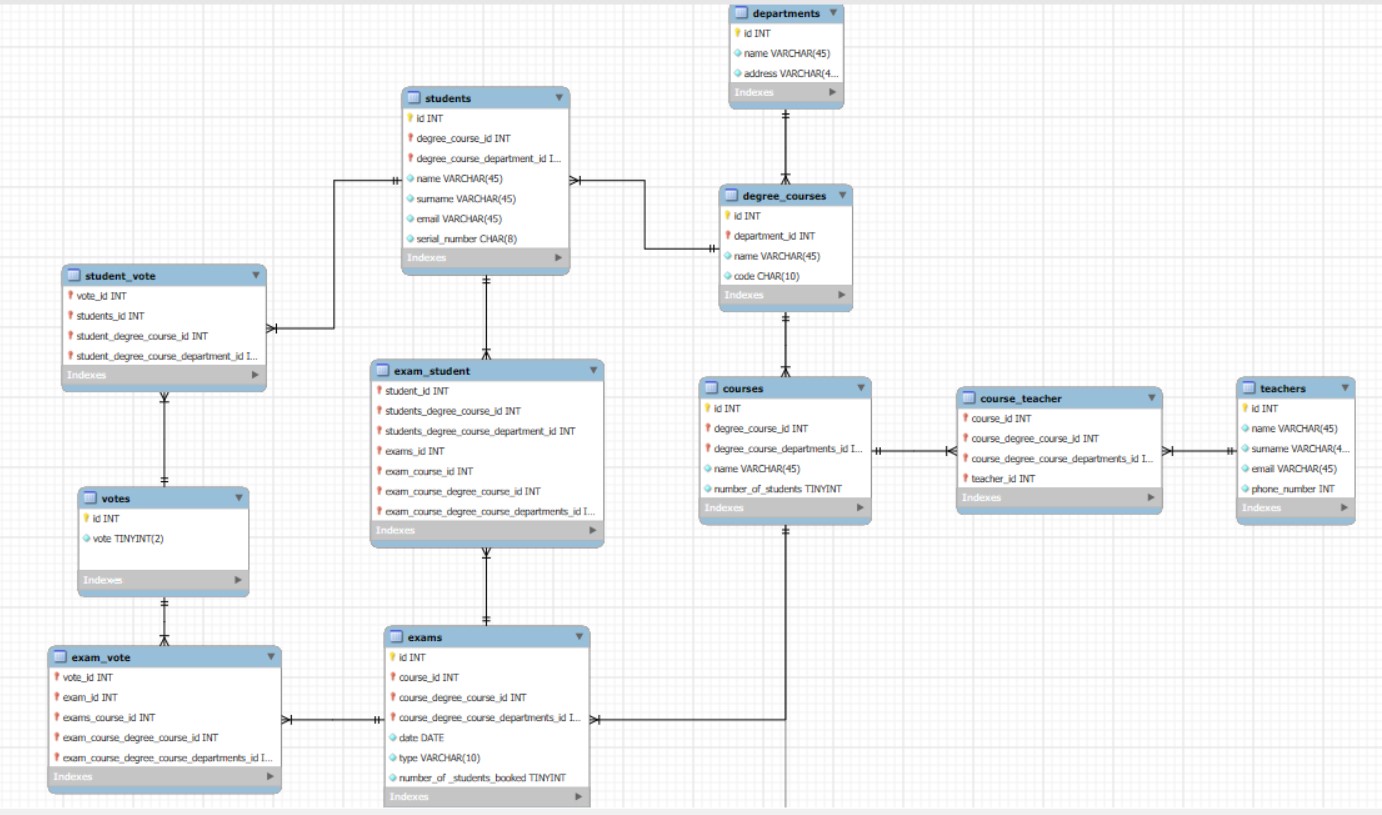 departments
id INT
name VARCHAR(45)
address VARCHAR(4...
Indexes
students
id INT
degree_course_id INT
degree_course_department_id I...
name VARCHAR(45)
surname VARCHAR(45)
email VARCHAR(45)
serial_number CHAR(8)
Indexes
degree_courses
id INT
department_id INT
name VARCHAR(45)
code CHAR(10)
Indexes
student_vote
vote_id INT
students_id INT
student_degree_course_id INT
student_degree_course_department_id I...
Indexes
exam_student
student_id INT
students_degree_course_id INT
students_degree_course_department_id INT
exams_id INT
exam_course_id INT
exam_course_degree_course_id INT
exam_course_degree_course_departments_id I...
Indexes
courses
id INT
degree_course_id INT
degree_course_departments_id I...
name VARCHAR(45)
number_of_students TINYINT
Indexes
course_teacher
course_id INT
course_degree_course_id INT
course_degree_course_departments_id I...
teacher_id INT
Indexes
teachers
id INT
name VARCHAR(45)
surname VARCHAR(4...
email VARCHAR(45)
phone_number INT
Indexes
votes
id INT
vote TINYINT(2)
Indexes
exam_vote
vote_id INT
exam_id INT
exams_course_id INT
exam_course_degree_course_id INT
exam_course_degree_course_departments_id I...
Indexes
exams
id INT
course_id INT
course_degree_course_id INT
course_degree_course_departments_id I...
date DATE
type VARCHAR(10)
number_of _students_booked TINYINT
Indexes